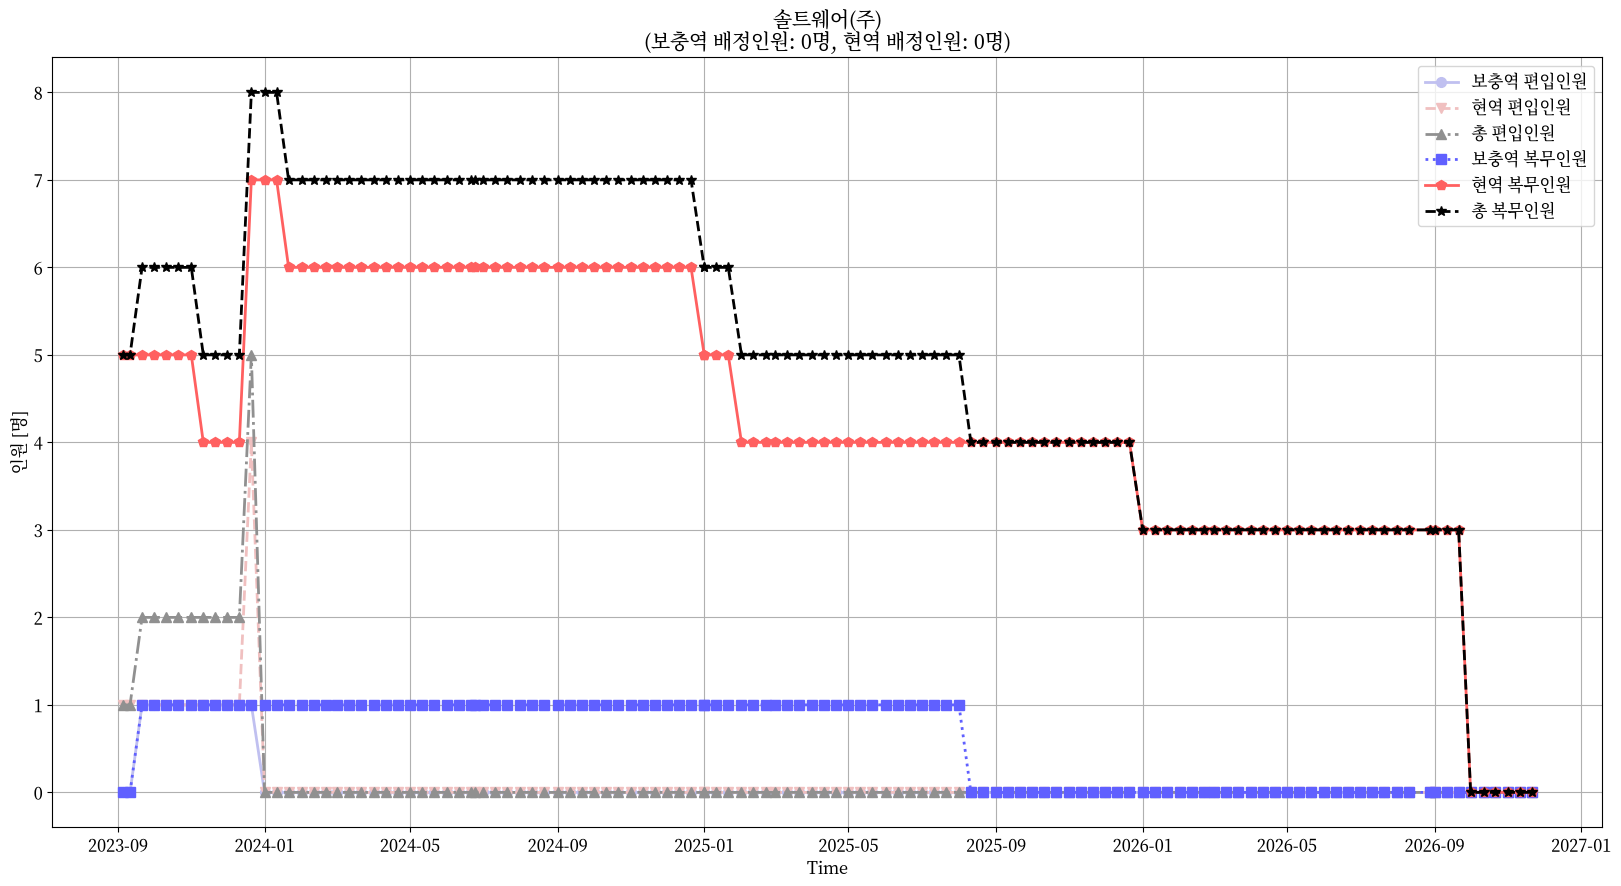 솔트웨어(주)
(보충역 배정인원: 0명, 현역 배정인원: 0명)
보충역 편입인원
현역 편입인원
총 편입인원
보충역 복무인원
현역 복무인원
총 복무인원
인원 [명]
8
7
6
5
4
3
2
1
0
2023-09 2024-01 2024-05 2024-09 2025-01 2025-05 2025-09 2026-01 2026-05 2026-09 2027-01
Time